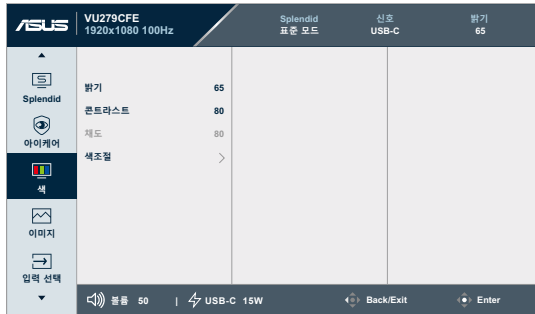 ASUS
VU279CFE
1920x1080 100Hz
Splendid
표준 모드
신호
USB-C
밝기
65
Splendid
아이케어
색
이미지
입력 선택
밝기 65
콘트라스트 80
채도 80
색조절
볼륨 50 | USB-C 15W
Back/Exit
Enter